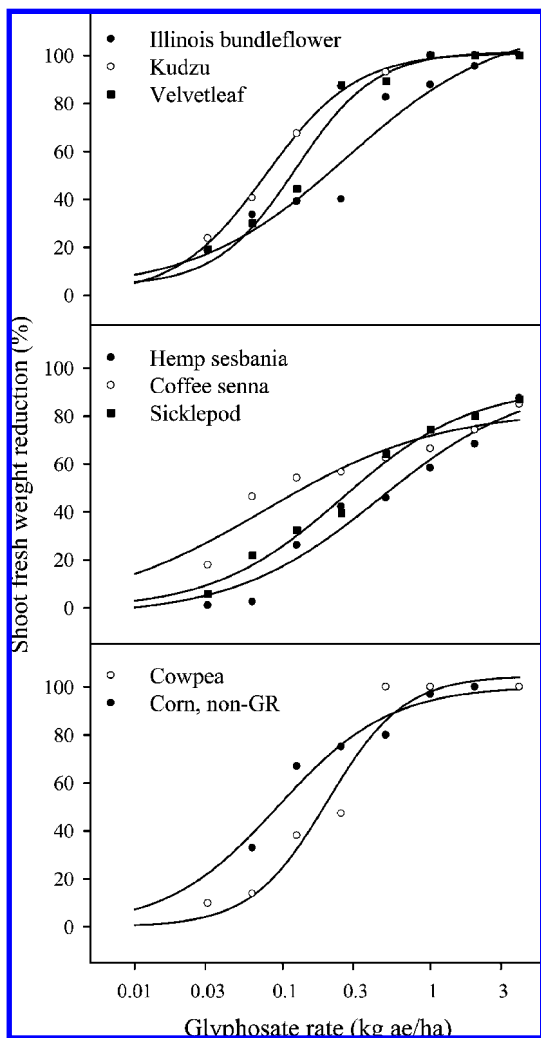 Illinois bundleflower
Kudzu
Velvetleaf
100
80
60
40
20
0
Hemp sesbania
Coffee senna
Sicklepod
100
80
60
40
20
0
Shoot fresh weight reduction (%)
Cowpea
Corn, non-GR
100
80
60
40
20
0
0.01 0.03 0.1 0.3 1 3
Glyphosate rate (kg ae/ha)